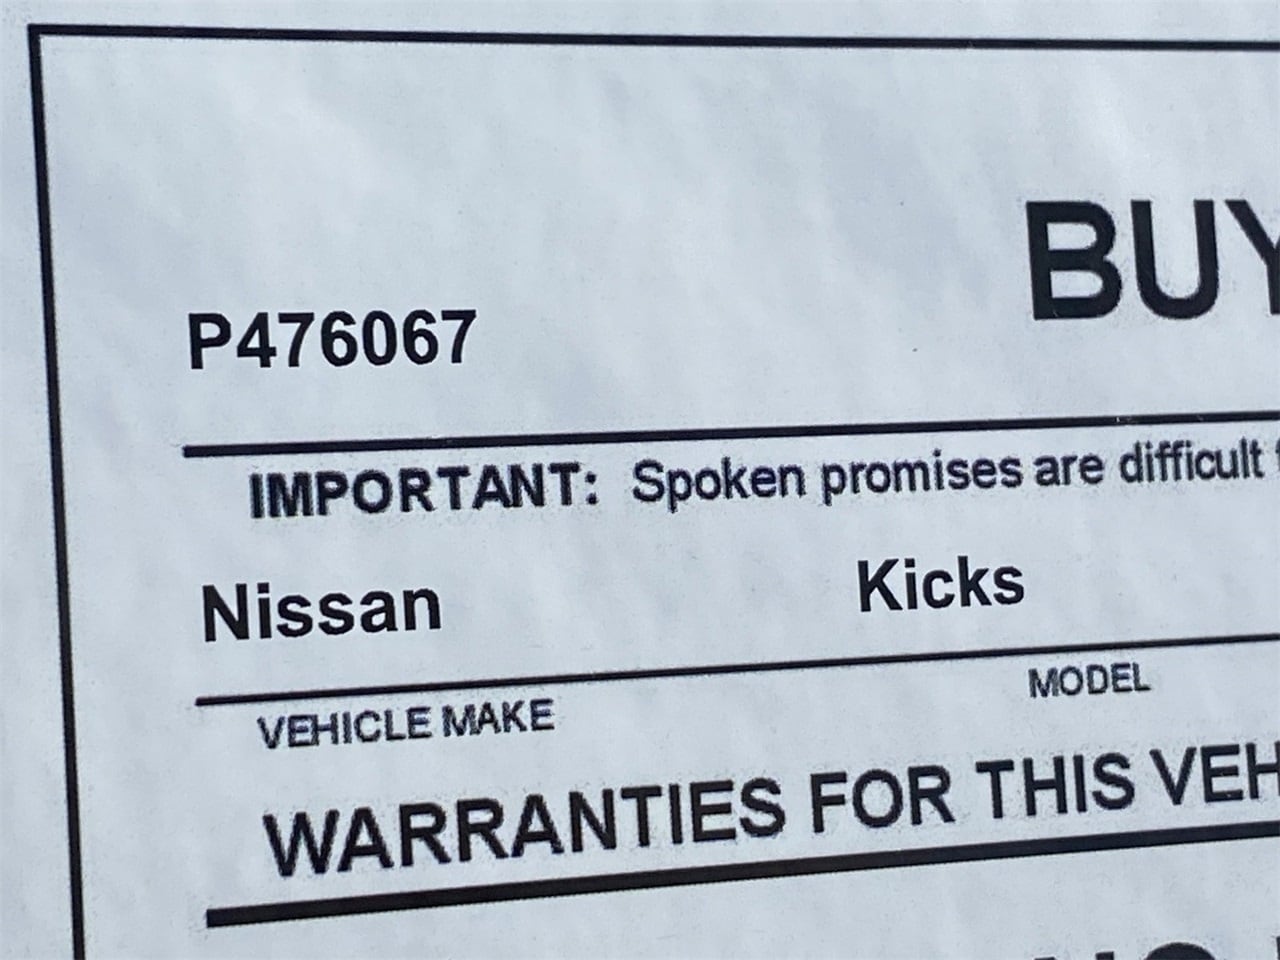 BUY
P476067
IMPORTANT: Spoken promises are difficult
Nissan Kicks
VEHICLE MAKE MODEL
WARRANTIES FOR THIS VEH